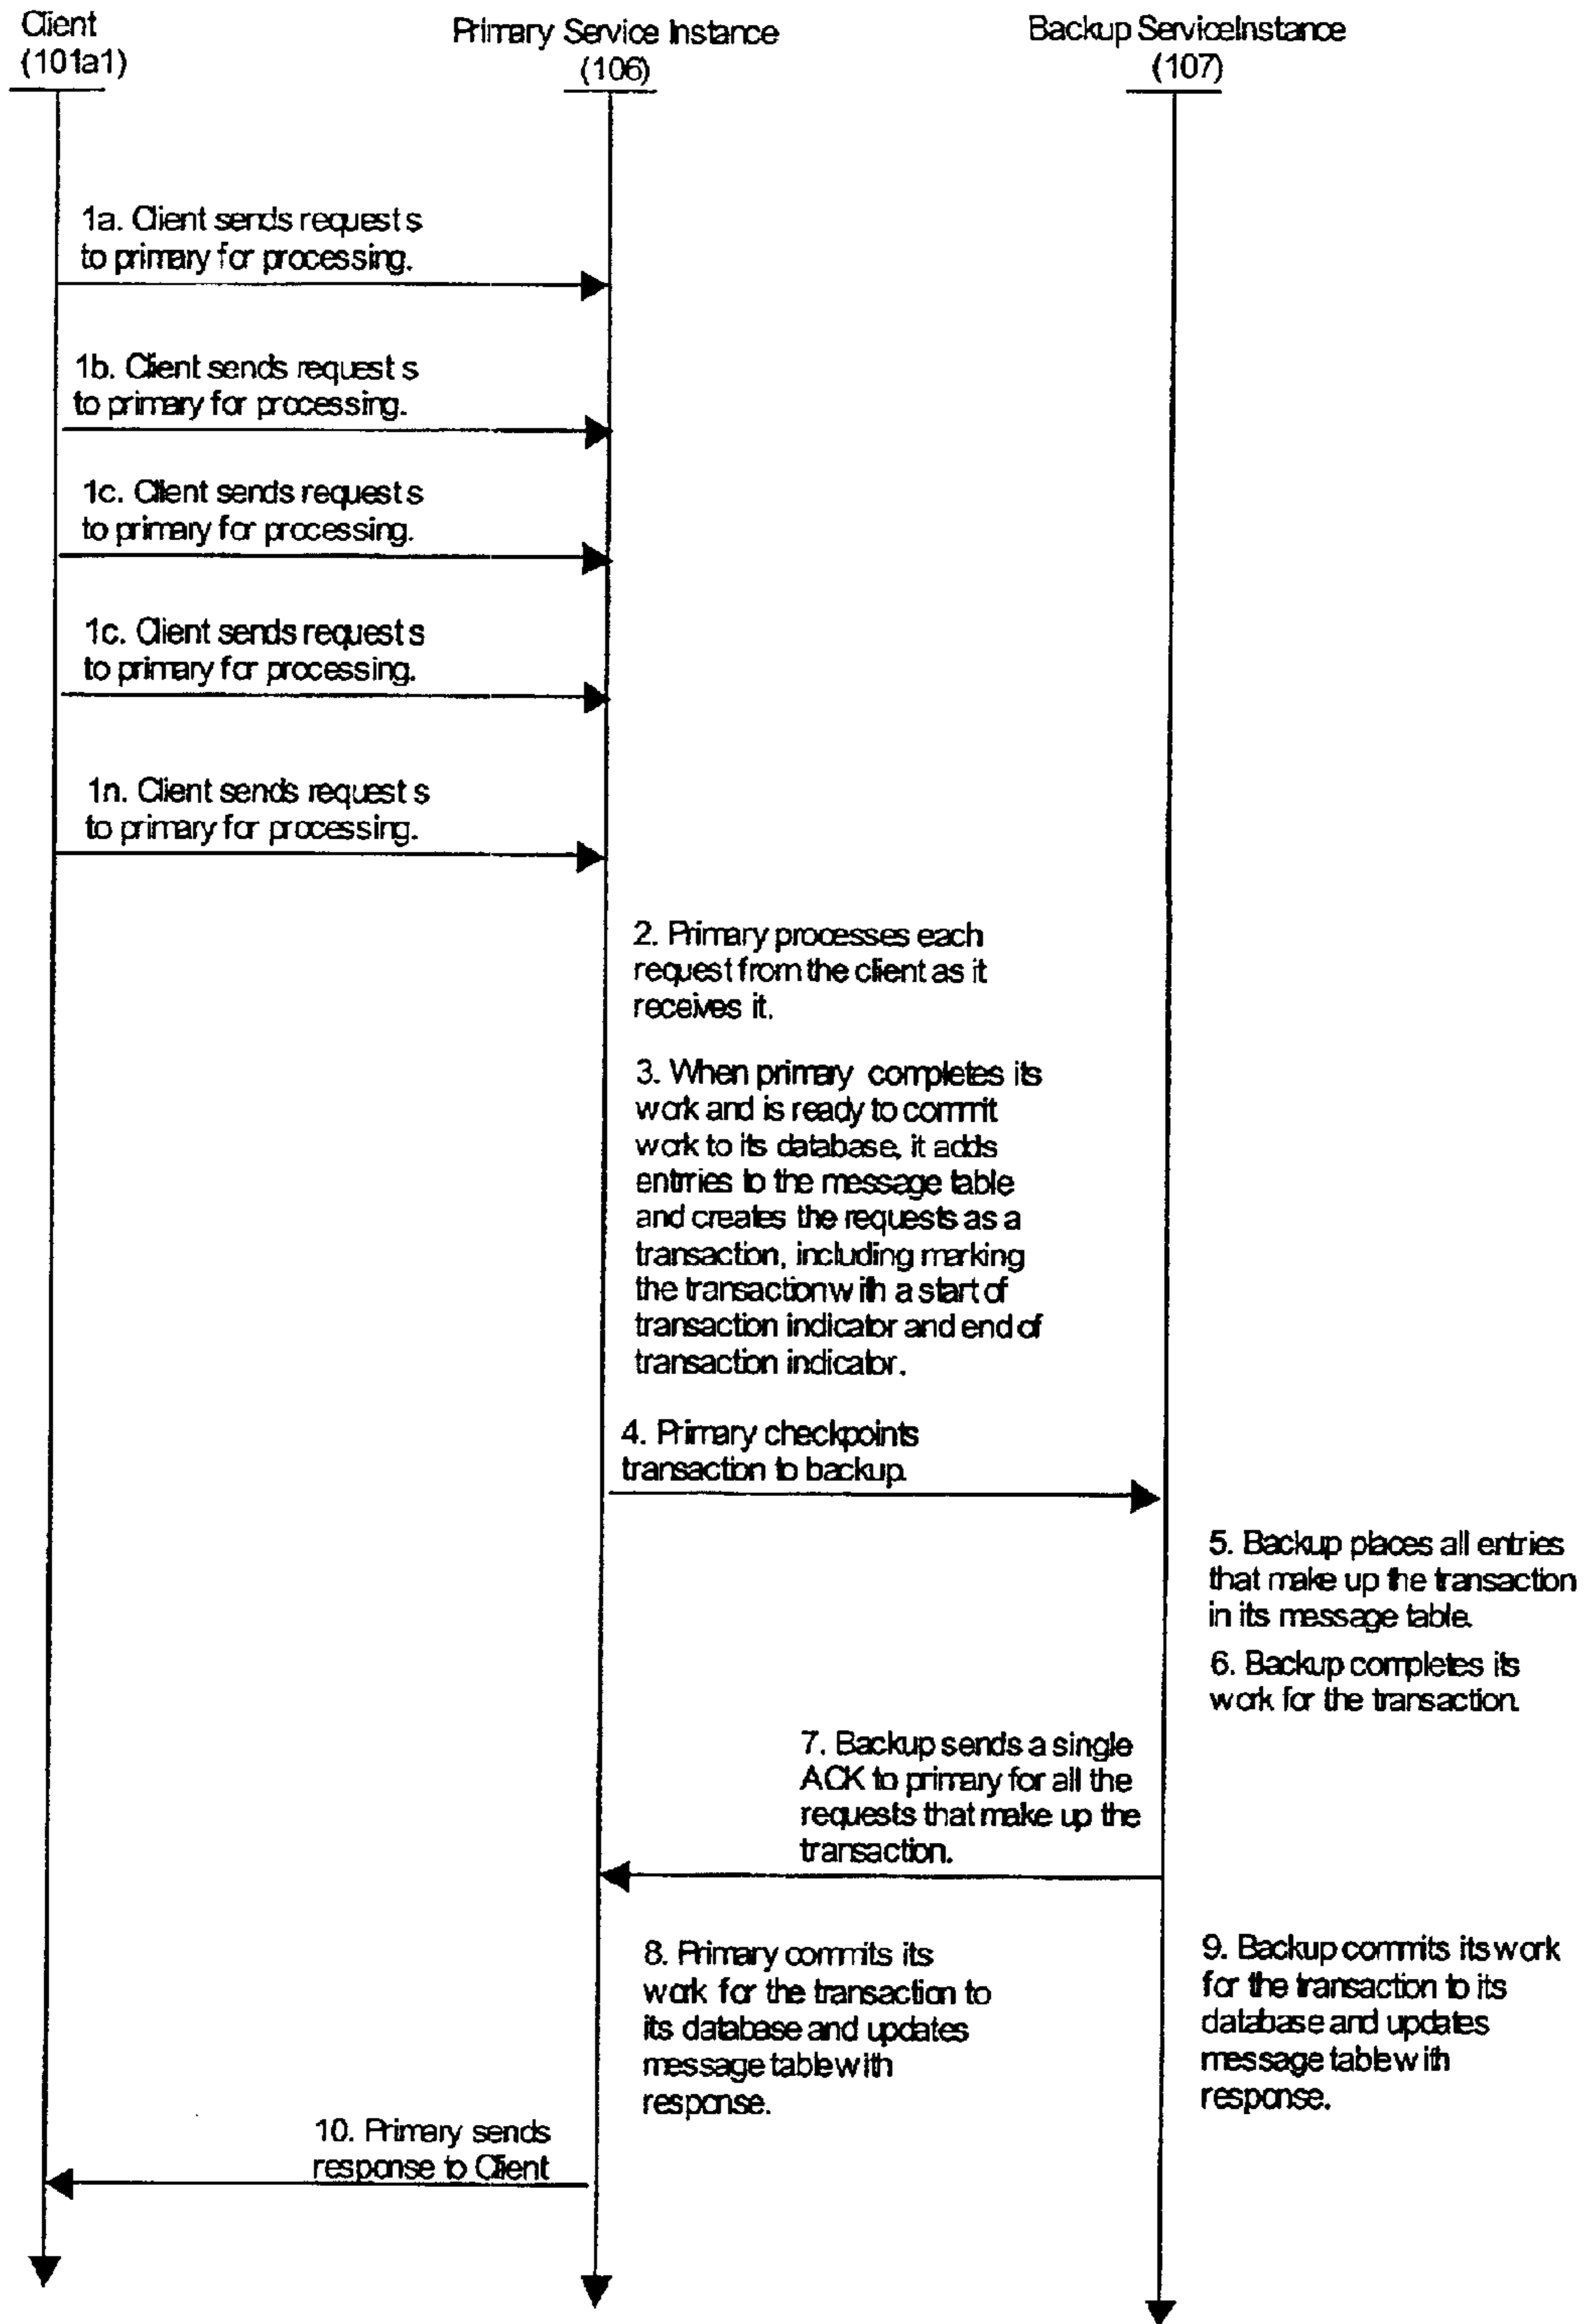 Client
(101a1)
Primary Service Instance
(106)
Backup ServiceInstance
(107)
1a. Client sends requests
to primary for processing.
1b. Client sends requests
to primary for processing.
1c. Client sends requests
to primary for processing.
1c. Client sends requests
to primary for processing.
1n. Client sends requests
to primary for processing.
2. Primary processes each
request from the client as it
receives it.
3. When primary completes its
work and is ready to commit
work to its database, it adds
entrries to the message table
and creates the requests as a
transaction, including marking
the transaction with a start of
transaction indicator and end of
transaction indicator.
4. Primary checkpoints
transaction to backup.
5. Backup places all entries
that make up the transaction
in its message table.
6. Backup completes its
work for the transaction.
7. Backup sends a single
ACK to primary for all the
requests that make up the
transaction.
8. Primary commits its
work for the transaction to
its database and updates
message table with
response.
9. Backup commits its work
for the transaction to its
database and updates
message table with
response.
10. Primary sends
response to Client